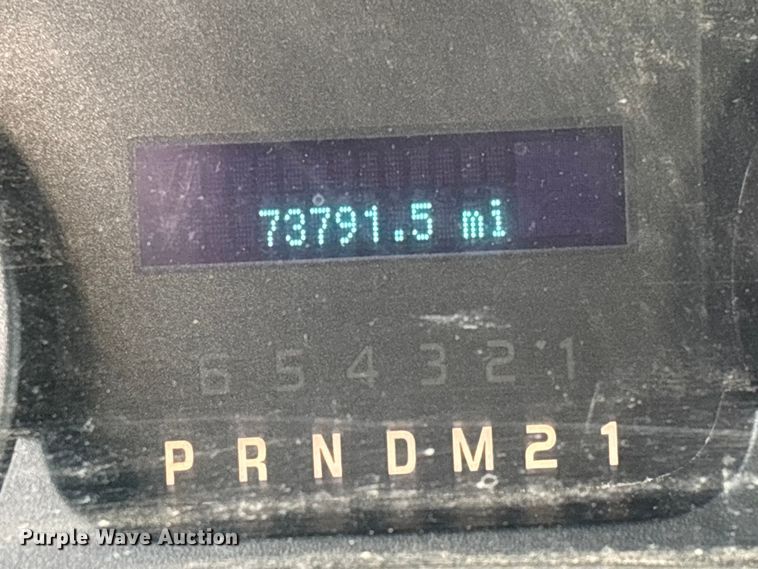 73791.5 mi
6 5 4 3 2 1
P R N D M 2 1
Purple Wave Auction